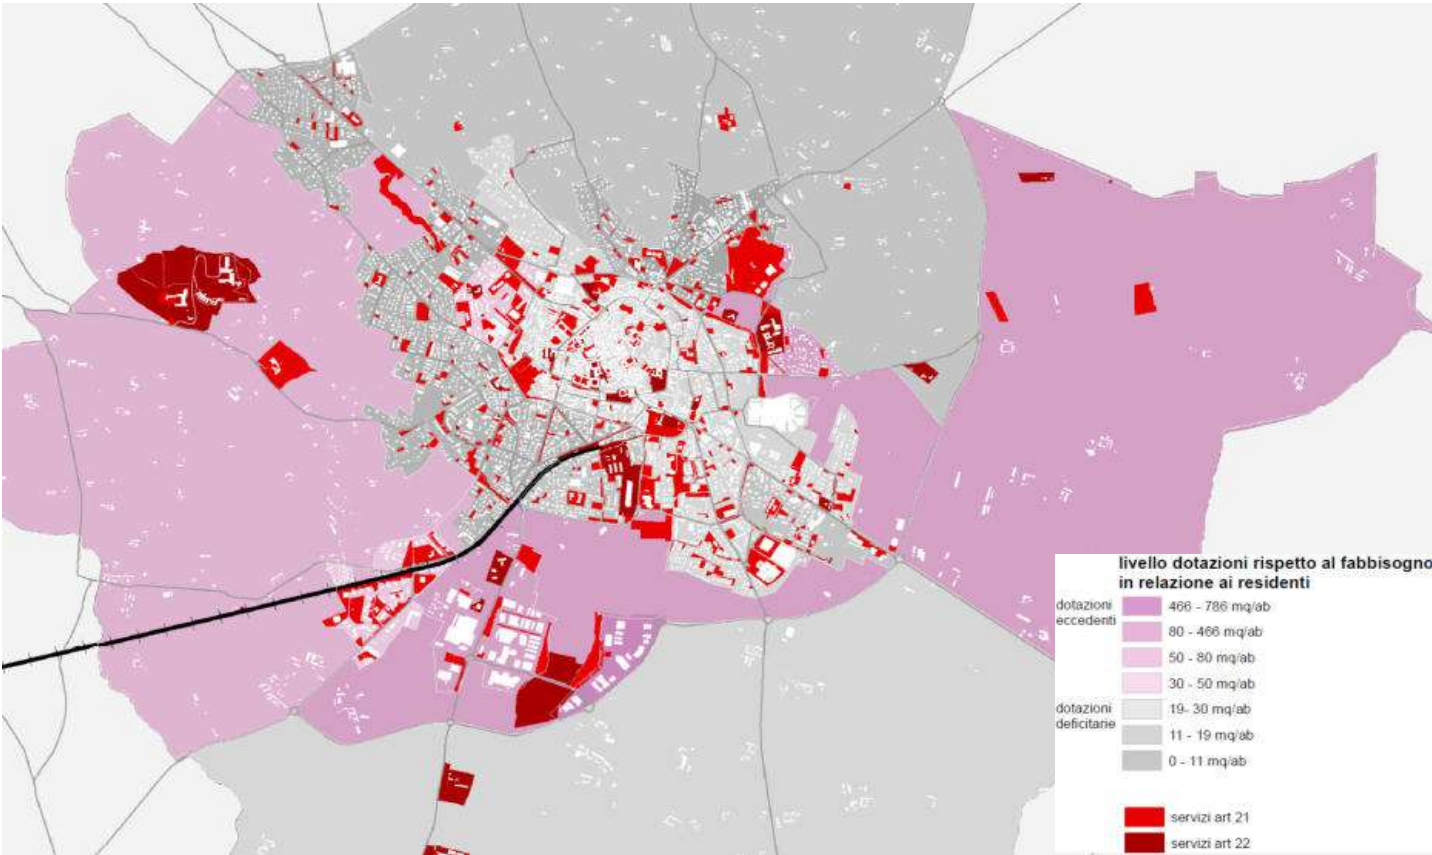 livello dotazioni rispetto al fabbisogno
in relazione ai residenti
dotazioni
eccedenti
466 - 786 mq/ab
80 - 466 mq/ab
50 - 80 mq/ab
30 - 50 mq/ab
dotazioni
deficitarie
19- 30 mq/ab
11 - 19 mq/ab
0 - 11 mq/ab
servizi art 21
servizi art 22